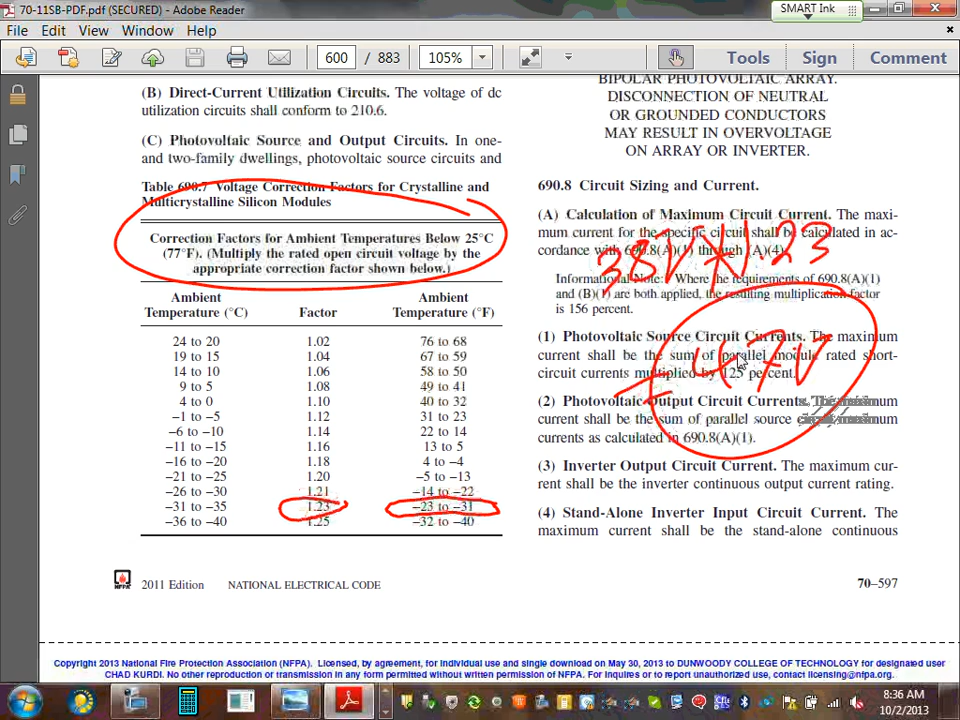 70-11SB-PDF.pdf (SECURED) - Adobe Reader
SMART Ink
File Edit View Window Help
600 / 883 105% Tools Sign Comment
(B) Direct-Current Utilization Circuits. The voltage of dc
utilization circuits shall conform to 210.6.
(C) Photovoltaic Source and Output Circuits. In one-
and two-family dwellings, photovoltaic source circuits and
Table 690.7 Voltage Correction Factors for Crystalline and
Multicrystalline Silicon Modules
Correction Factors for Ambient Temperatures Below 25°C
(77°F). (Multiply the rated open circuit voltage by the
appropriate correction factor shown below.)
Ambient Temperature (°C) Factor Ambient Temperature (°F)
24 to 20 1.02 76 to 68
19 to 15 1.04 67 to 59
14 to 10 1.06 58 to 50
9 to 5 1.08 49 to 41
4 to 0 1.10 40 to 32
−1 to −5 1.12 31 to 23
−6 to −10 1.14 22 to 14
−11 to −15 1.16 13 to 5
−16 to −20 1.18 4 to −4
−21 to −25 1.20 −5 to −13
−26 to −30 1.21 −14 to −22
−31 to −35 1.23 −23 to −31
−36 to −40 1.25 −32 to −40
2011 Edition NATIONAL ELECTRICAL CODE
BIPOLAR PHOTOVOLTAIC ARRAY.
DISCONNECTION OF NEUTRAL
OR GROUNDED CONDUCTORS
MAY RESULT IN OVERVOLTAGE
ON ARRAY OR INVERTER.
690.8 Circuit Sizing and Current.
(A) Calculation of Maximum Circuit Current. The maxi-
mum current for the specific circuit shall be calculated in
accordance with 690.8(A)(1) through (A)(4).
38V X 1.23
Informational Note: Where the requirements of 690.8(A)(1)
and (B)(1) are both applied, the resulting multiplication factor
is 156 percent.
(1) Photovoltaic Source Circuit Currents. The maximum
current shall be the sum of parallel module rated short-
circuit currents multiplied by 125 percent.
46.7V
(2) Photovoltaic Output Circuit Currents. The maximum
current shall be the sum of parallel source circuit maximum
currents as calculated in 690.8(A)(1).
(3) Inverter Output Circuit Current. The maximum cur-
rent shall be the inverter continuous output current rating.
(4) Stand-Alone Inverter Input Circuit Current. The
maximum current shall be the stand-alone continuous
70–597
Copyright 2013 National Fire Protection Association (NFPA). Licensed, by agreement, for individual use and single download on May 30, 2013 to DUNWOODY COLLEGE OF TECHNOLOGY for designated user
CHAD KURDI. No other reproduction or transmission in any form permitted without written permission of NFPA. For inquires or to report unauthorized use, contact licensing@nfpa.org.
8:36 AM
10/2/2013